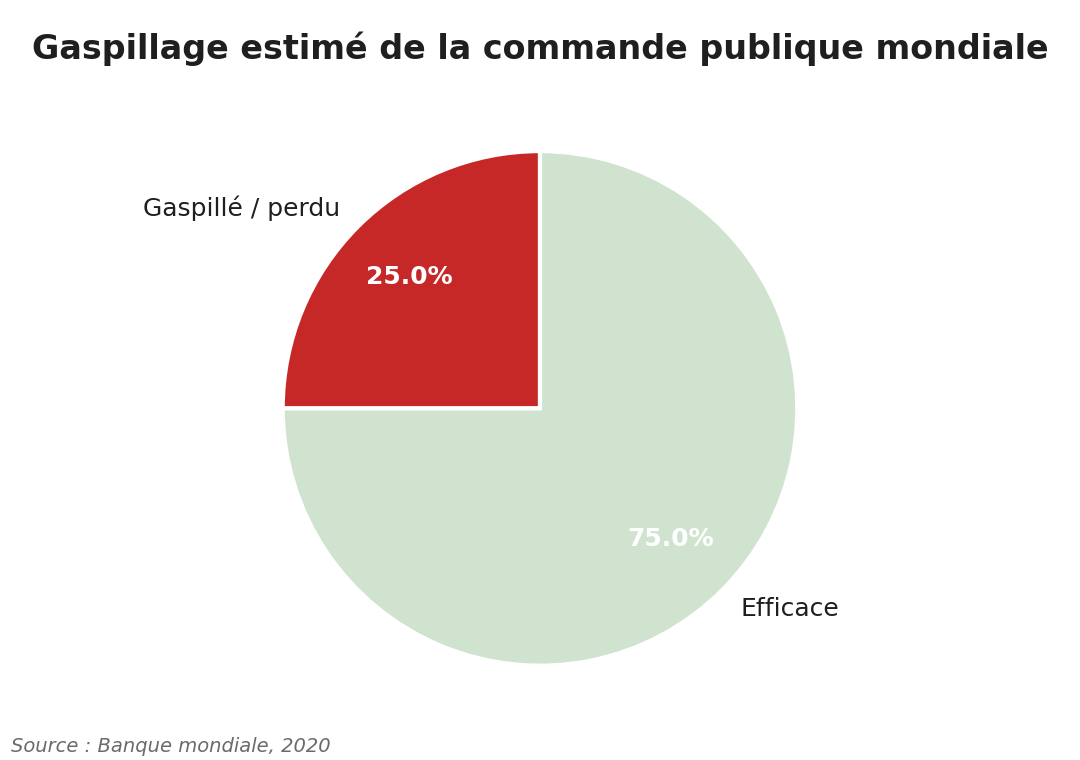 Gaspillage estimé de la commande publique mondiale
Gaspillé / perdu
25.0%
75.0%
Efficace
Source : Banque mondiale, 2020